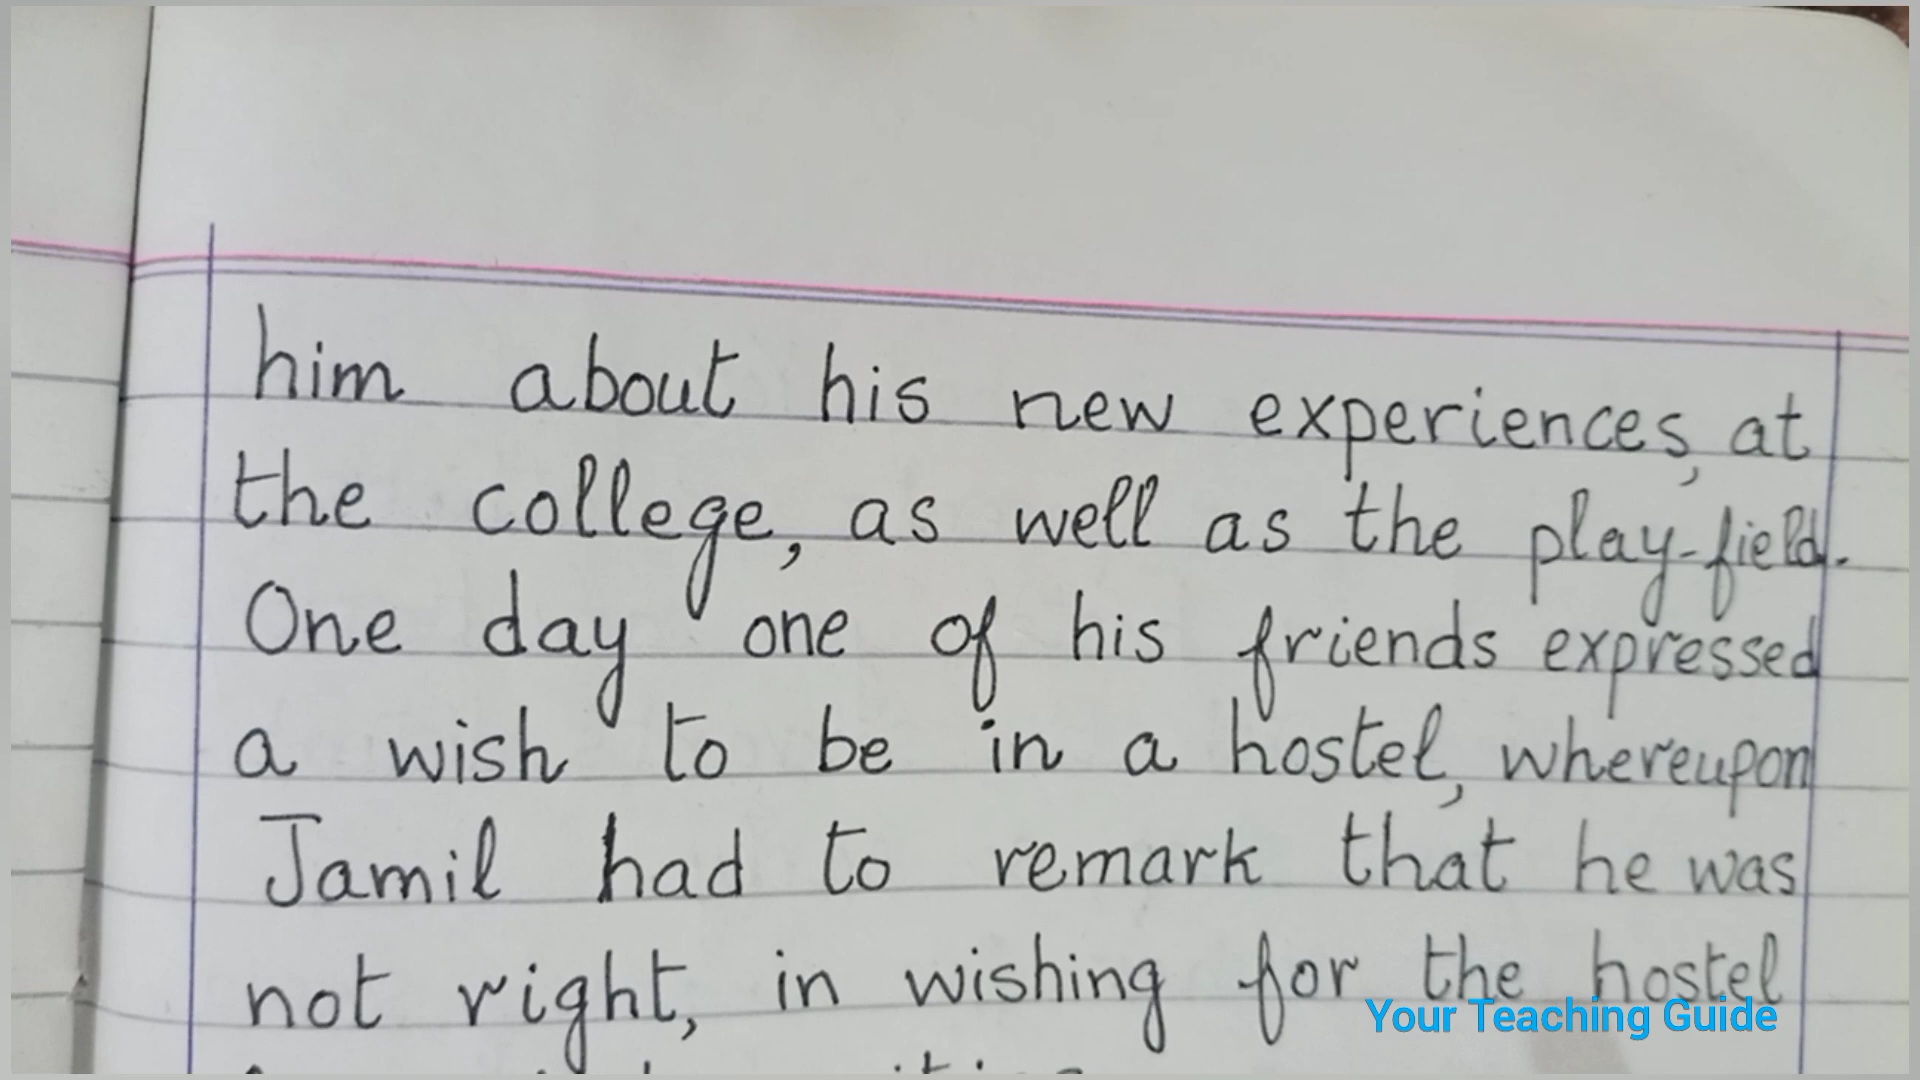 him about his new experiences, at
the college, as well as the play-field.
One day one of his friends expressed
a wish to be in a hostel, whereupon
Jamil had to remark that he was
not right, in wishing for the hostel
Your Teaching Guide